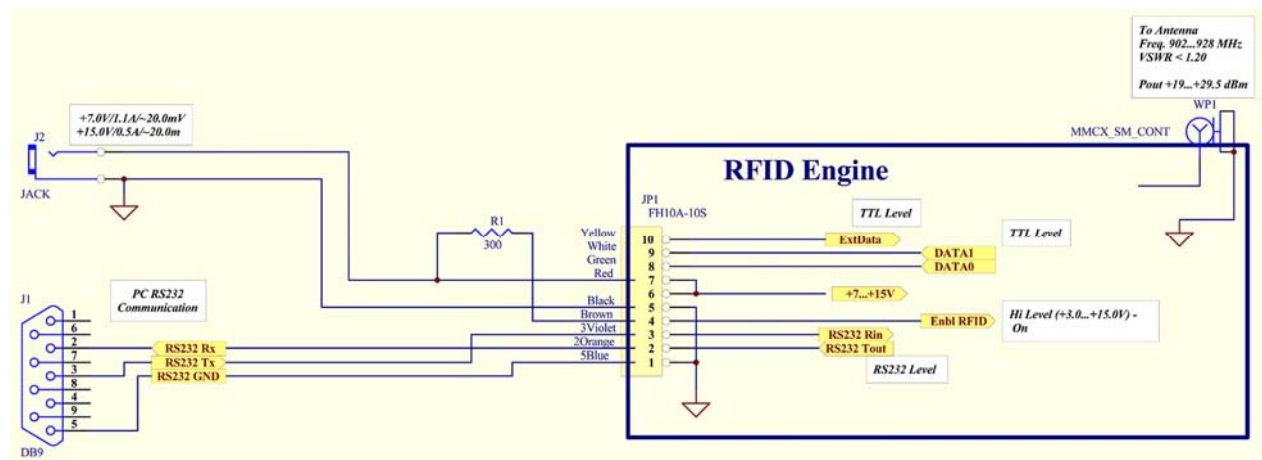 To Antenna
Freq. 902...928 MHz
VSWR < 1.20
Pout +19...+29.5 dBm
WP1
MMCX_SM_CONT
+7.0V/1.1A/~20.0mV
+15.0V/0.5A/~20.0m
J2
JACK
RFID Engine
JP1
FH10A-10S
TTL Level
TTL Level
R1
300
Yellow
White
Green
Red
Black
Brown
3Violet
2Orange
5Blue
10
9
8
7
6
5
4
3
2
1
ExtData
DATA1
DATA0
+7...+15V
Enbl RFID
Hi Level (+3.0...+15.0V) -
On
RS232 Rin
RS232 Tout
RS232 Level
PC RS232
Communication
J1
1
6
2
7
3
8
4
9
5
RS232 Rx
RS232 Tx
RS232 GND
DB9